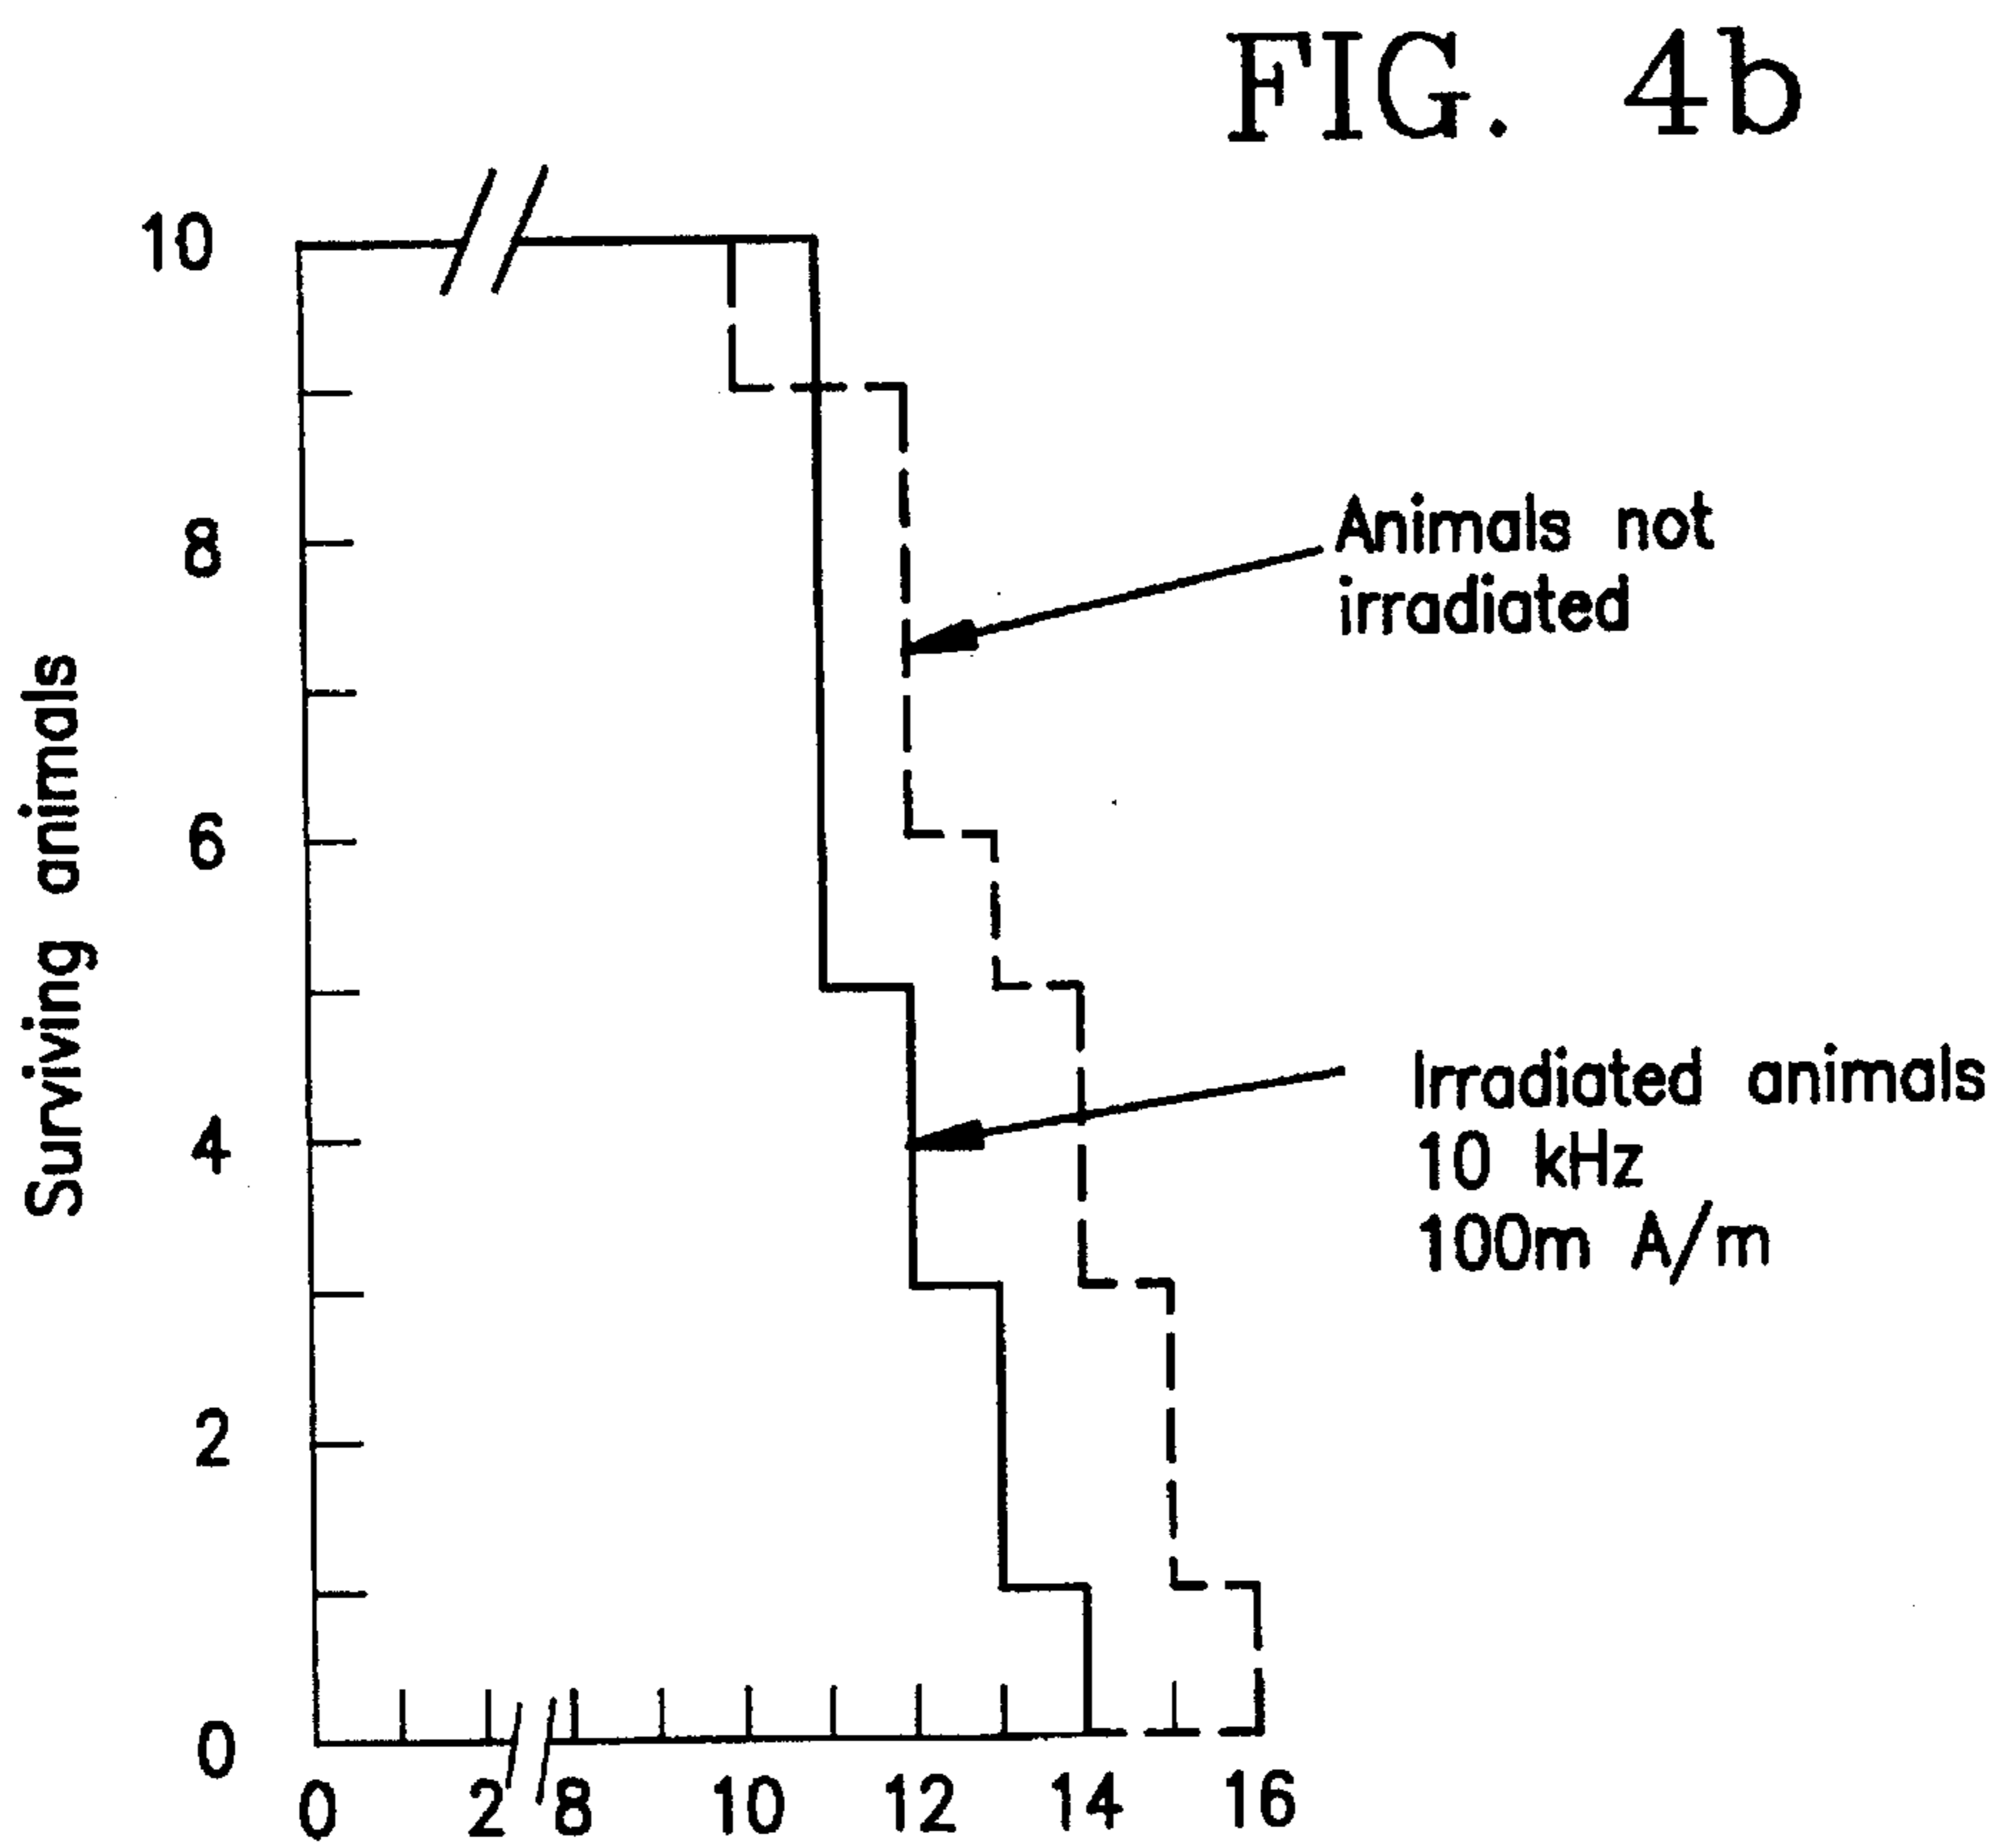 FIG. 4b
10
8
6
4
2
0
Surviving animals
Animals not
irradiated
Irradiated animals
10 kHz
100m A/m
0 2 8 10 12 14 16